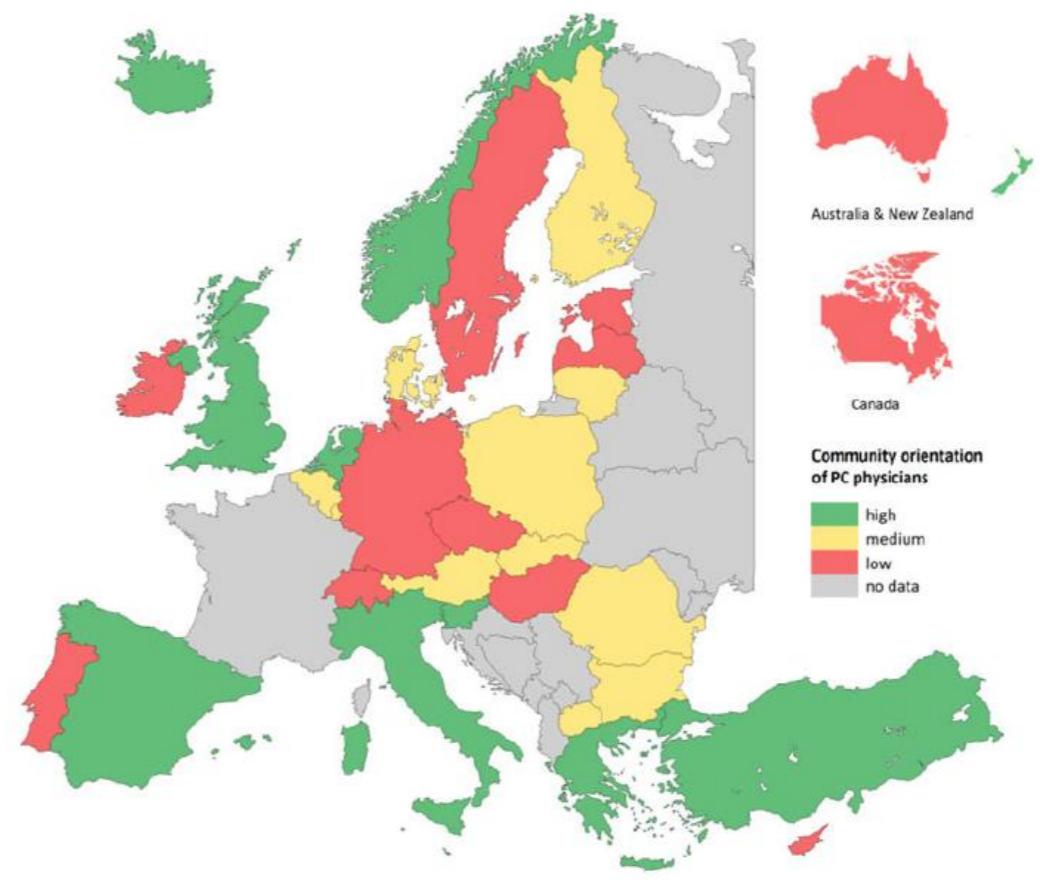 Australia & New Zealand
Canada
Community orientation
of PC physicians
high
medium
low
no data